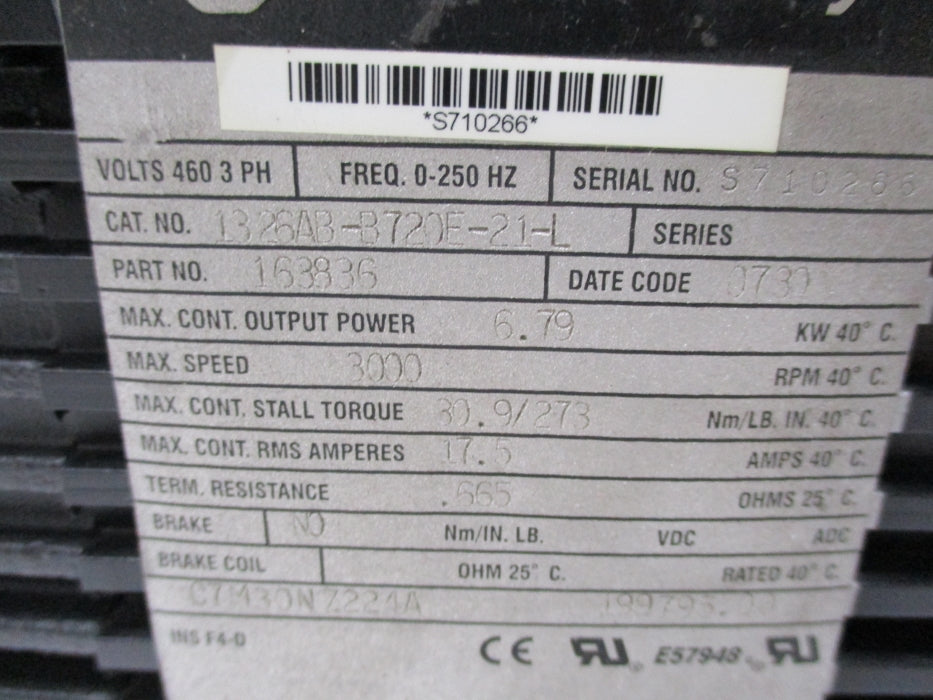 *S710266*
VOLTS 460 3 PH FREQ. 0-250 HZ SERIAL NO. S710266
CAT. NO. 1326AB-B720E-21-L SERIES
PART NO. 163836 DATE CODE
MAX. CONT. OUTPUT POWER 6.79 KW 40° C.
MAX. SPEED 3000 RPM 40° C.
MAX. CONT. STALL TORQUE 30.9/273 Nm/LB. IN. 40° C.
MAX. CONT. RMS AMPERES 17.5 AMPS 40° C.
TERM. RESISTANCE .665 OHMS 25° C.
BRAKE NO Nm/IN. LB. VDC ADC
BRAKE COIL OHM 25° C. RATED 40° C.
INS F4-0
CE RU E57948 RU